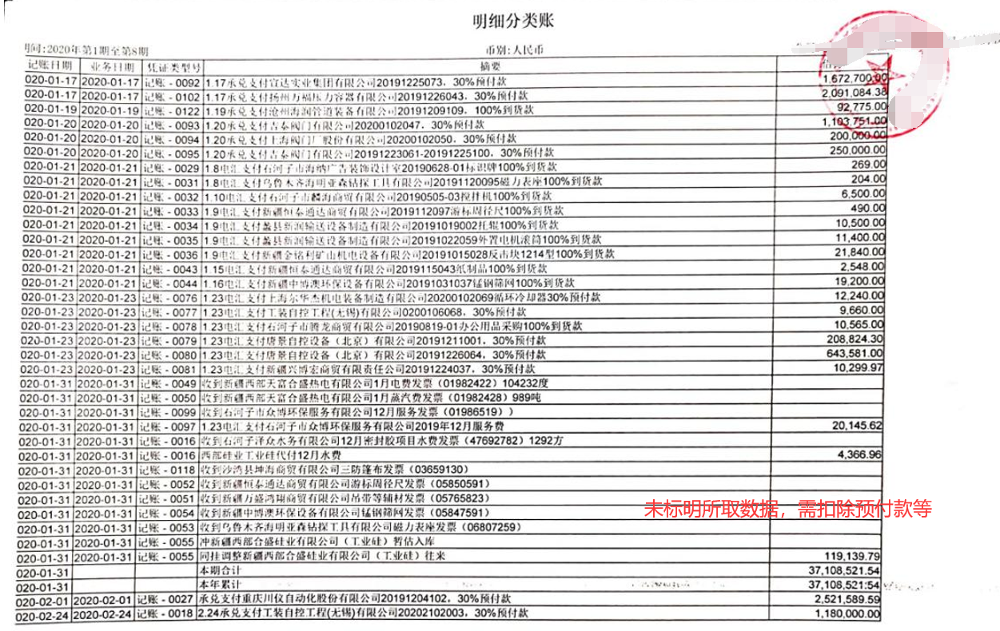 明细分类账
期间:2020年第1期至第8期 币别:人民币
记账日期 业务日期 凭证类型号 摘要
020-01-17 2020-01-17 记账 - 0092 1.17承兑支付宣达实业集团有限公司20191225073，30%预付款 1,672,700.00
020-01-17 2020-01-17 记账 - 0102 1.17承兑支付扬州万福压力容器有限公司20191226043，30%预付款 2,091,084.38
020-01-19 2020-01-19 记账 - 0122 1.19承兑支付沧州海润管道装备有限公司20191209109，100%到货款 92,775.00
020-01-20 2020-01-20 记账 - 0093 1.20承兑支付吉泰阀门有限公司20200102047，30%预付款 1,103,751.00
020-01-20 2020-01-20 记账 - 0094 1.20承兑支付上海阀门厂股份有限公司20200102050，30%预付款 200,000.00
020-01-20 2020-01-20 记账 - 0095 1.20承兑支付吉泰阀门有限公司20191223061-20191225100，30%预付款 250,000.00
020-01-21 2020-01-21 记账 - 0029 1.8电汇支付石河子市海纳广告装饰设计室20190628-01标识牌100%到货款 269.00
020-01-21 2020-01-21 记账 - 0031 1.8电汇支付乌鲁木齐海明亚森钻探工具有限公司20191120095磁力表座100%到货款 204.00
020-01-21 2020-01-21 记账 - 0032 1.10电汇支付石河子市麟海商贸有限公司20190505-03搅拌机100%到货款 6,500.00
020-01-21 2020-01-21 记账 - 0033 1.9电汇支付新疆恒泰通达商贸有限公司2019112097游标周径尺100%到货款 490.00
020-01-21 2020-01-21 记账 - 0034 1.9电汇支付蠡县新润输送设备制造有限公司20191019002托辊100%到货款 10,500.00
020-01-21 2020-01-21 记账 - 0035 1.9电汇支付蠡县新润输送设备制造有限公司20191022059外置电机滚筒100%到货款 11,400.00
020-01-21 2020-01-21 记账 - 0036 1.9电汇支付新疆金铭利矿山机电设备有限公司20191015028反击块1214型100%到货款 21,840.00
020-01-21 2020-01-21 记账 - 0043 1.15电汇支付新疆恒泰通达商贸有限公司2019115043纸制品100%到货款 2,548.00
020-01-21 2020-01-21 记账 - 0044 1.16电汇支付新疆中博澳环保设备有限公司20191031037锰钢筛网100%到货款 19,200.00
020-01-23 2020-01-23 记账 - 0076 1.23电汇支付上海尔华杰机电装备制造有限公司20200102069循环冷却器30%预付款 12,240.00
020-01-23 2020-01-23 记账 - 0077 1.23电汇支付工装自控工程(无锡)有限公司0200106068，30%预付款 9,660.00
020-01-23 2020-01-23 记账 - 0078 1.23电汇支付石河子市腾龙商贸有限公司20190819-01办公用品采购100%到货款 10,565.00
020-01-23 2020-01-23 记账 - 0079 1.23电汇支付唐景自控设备（北京）有限公司20191211001，30%预付款 208,824.30
020-01-23 2020-01-23 记账 - 0080 1.23电汇支付唐景自控设备（北京）有限公司20191226064，30%预付款 643,581.00
020-01-23 2020-01-23 记账 - 0081 1.23电汇支付新疆兴博宏商贸有限责任公司20191224037，30%预付款 10,299.97
020-01-31 2020-01-31 记账 - 0049 收到新疆西部天富合盛热电有限公司1月电费发票（01982422）104232度
020-01-31 2020-01-31 记账 - 0050 收到新疆西部天富合盛热电有限公司1月蒸汽费发票（01982428）989吨
020-01-31 2020-01-31 记账 - 0099 收到石河子市众博环保服务有限公司12月服务发票（01986519））
020-01-31 2020-01-31 记账 - 0097 1.23电汇支付石河子市众博环保服务有限公司2019年12月服务费 20,145.62
020-01-31 2020-01-31 记账 - 0016 收到石河子泽众水务有限公司12月密封胶项目水费发票（47692782）1292方
020-01-31 2020-01-31 记账 - 0016 西部硅业工业硅代付12月水费 4,366.96
020-01-31 2020-01-31 记账 - 0118 收到沙湾县坤海商贸有限公司三防篷布发票（03659130）
020-01-31 2020-01-31 记账 - 0052 收到新疆恒泰通达商贸有限公司游标周径尺发票（05850591）
020-01-31 2020-01-31 记账 - 0051 收到新疆万盛鸿翔商贸有限公司吊带等辅材发票（05765823）
020-01-31 2020-01-31 记账 - 0054 收到新疆中博澳环保设备有限公司锰钢筛网发票（05847591）
未标明所取数据，需扣除预付款等
020-01-31 2020-01-31 记账 - 0053 收到乌鲁木齐海明亚森钻探工具有限公司磁力表座发票（06807259）
020-01-31 2020-01-31 记账 - 0055 冲新疆西部合盛硅业有限公司（工业硅）暂估入库
020-01-31 2020-01-31 记账 - 0055 同挂调整新疆西部合盛硅业有限公司（工业硅）往来 119,139.79
020-01-31 本期合计 37,108,521.54
020-01-31 本年累计 37,108,521.54
020-02-01 2020-02-01 记账 - 0027 承兑支付重庆川仪自动化股份有限公司20191204102，30%预付款 2,521,589.59
020-02-24 2020-02-24 记账 - 0018 2.24承兑支付工装自控工程(无锡)有限公司20202102003，30%预付款 1,180,000.00